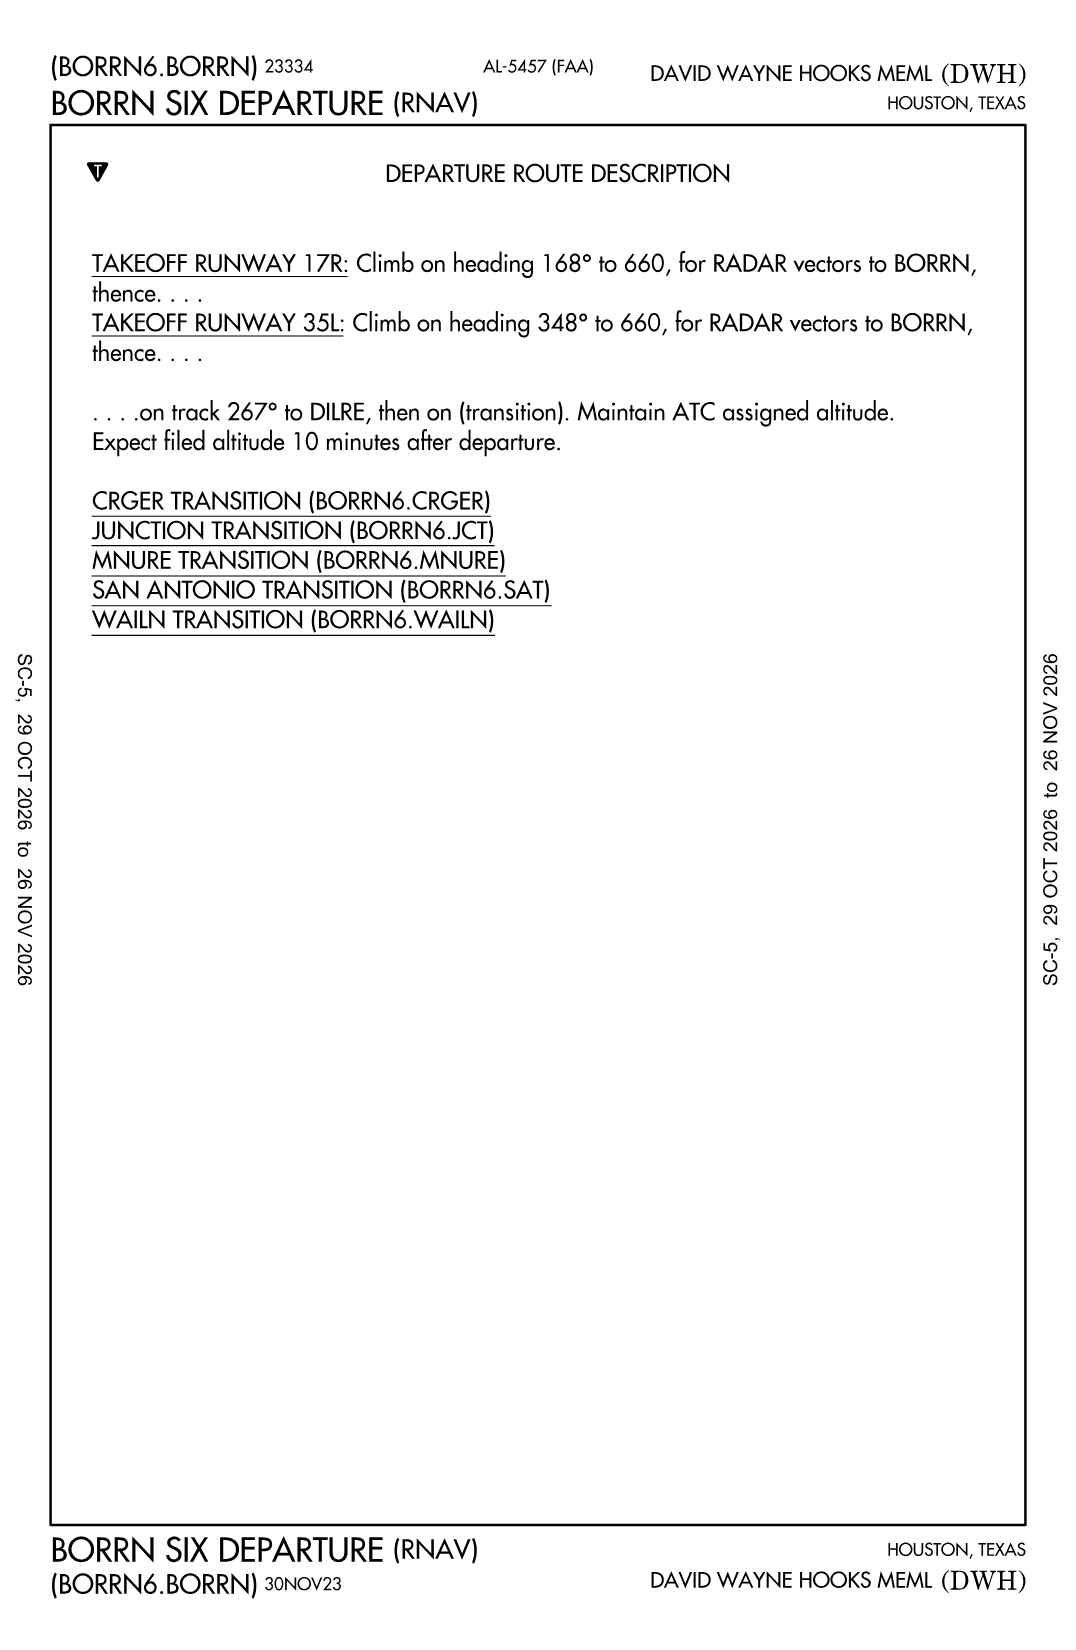 (BORRN6.BORRN) 23334
AL-5457 (FAA)
DAVID WAYNE HOOKS MEML (DWH)
BORRN SIX DEPARTURE (RNAV)
HOUSTON, TEXAS
T
DEPARTURE ROUTE DESCRIPTION
TAKEOFF RUNWAY 17R: Climb on heading 168° to 660, for RADAR vectors to BORRN,
thence. . . .
TAKEOFF RUNWAY 35L: Climb on heading 348° to 660, for RADAR vectors to BORRN,
thence. . . .
. . . .on track 267° to DILRE, then on (transition). Maintain ATC assigned altitude.
Expect filed altitude 10 minutes after departure.
CRGER TRANSITION (BORRN6.CRGER)
JUNCTION TRANSITION (BORRN6.JCT)
MNURE TRANSITION (BORRN6.MNURE)
SAN ANTONIO TRANSITION (BORRN6.SAT)
WAILN TRANSITION (BORRN6.WAILN)
SC-5, 29 OCT 2026 to 26 NOV 2026
SC-5, 29 OCT 2026 to 26 NOV 2026
BORRN SIX DEPARTURE (RNAV)
HOUSTON, TEXAS
(BORRN6.BORRN) 30NOV23
DAVID WAYNE HOOKS MEML (DWH)